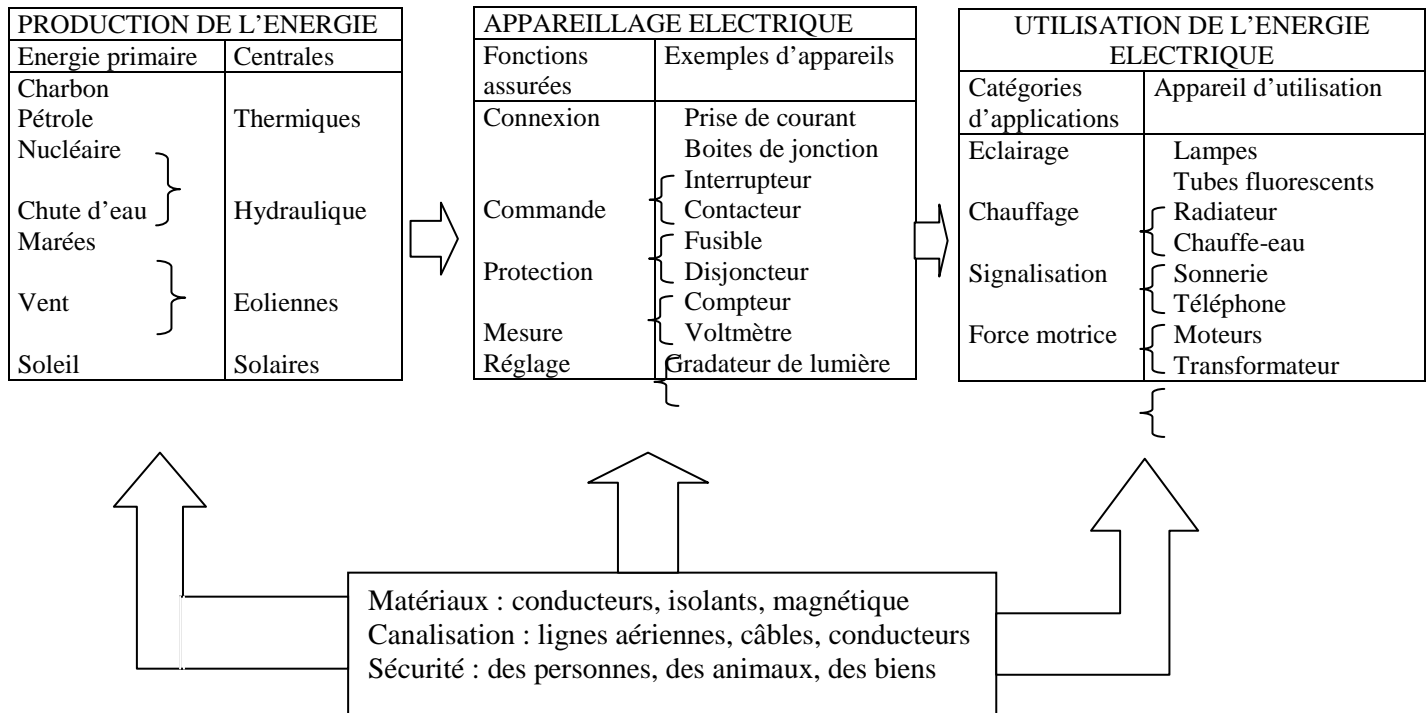 PRODUCTION DE L’ENERGIE
Energie primaire Centrales
Charbon
Pétrole Thermiques
Nucléaire
Chute d’eau Hydraulique
Marées
Vent Eoliennes
Soleil Solaires
APPAREILLAGE ELECTRIQUE
Fonctions Exemples d’appareils
assurées
Connexion Prise de courant
Boites de jonction
Interrupteur
Commande Contacteur
Fusible
Protection Disjoncteur
Compteur
Mesure Voltmètre
Réglage Gradateur de lumière
UTILISATION DE L’ENERGIE
ELECTRIQUE
Catégories Appareil d’utilisation
d’applications
Eclairage Lampes
Tubes fluorescents
Chauffage Radiateur
Chauffe-eau
Signalisation Sonnerie
Téléphone
Force motrice Moteurs
Transformateur
Matériaux : conducteurs, isolants, magnétique
Canalisation : lignes aériennes, câbles, conducteurs
Sécurité : des personnes, des animaux, des biens